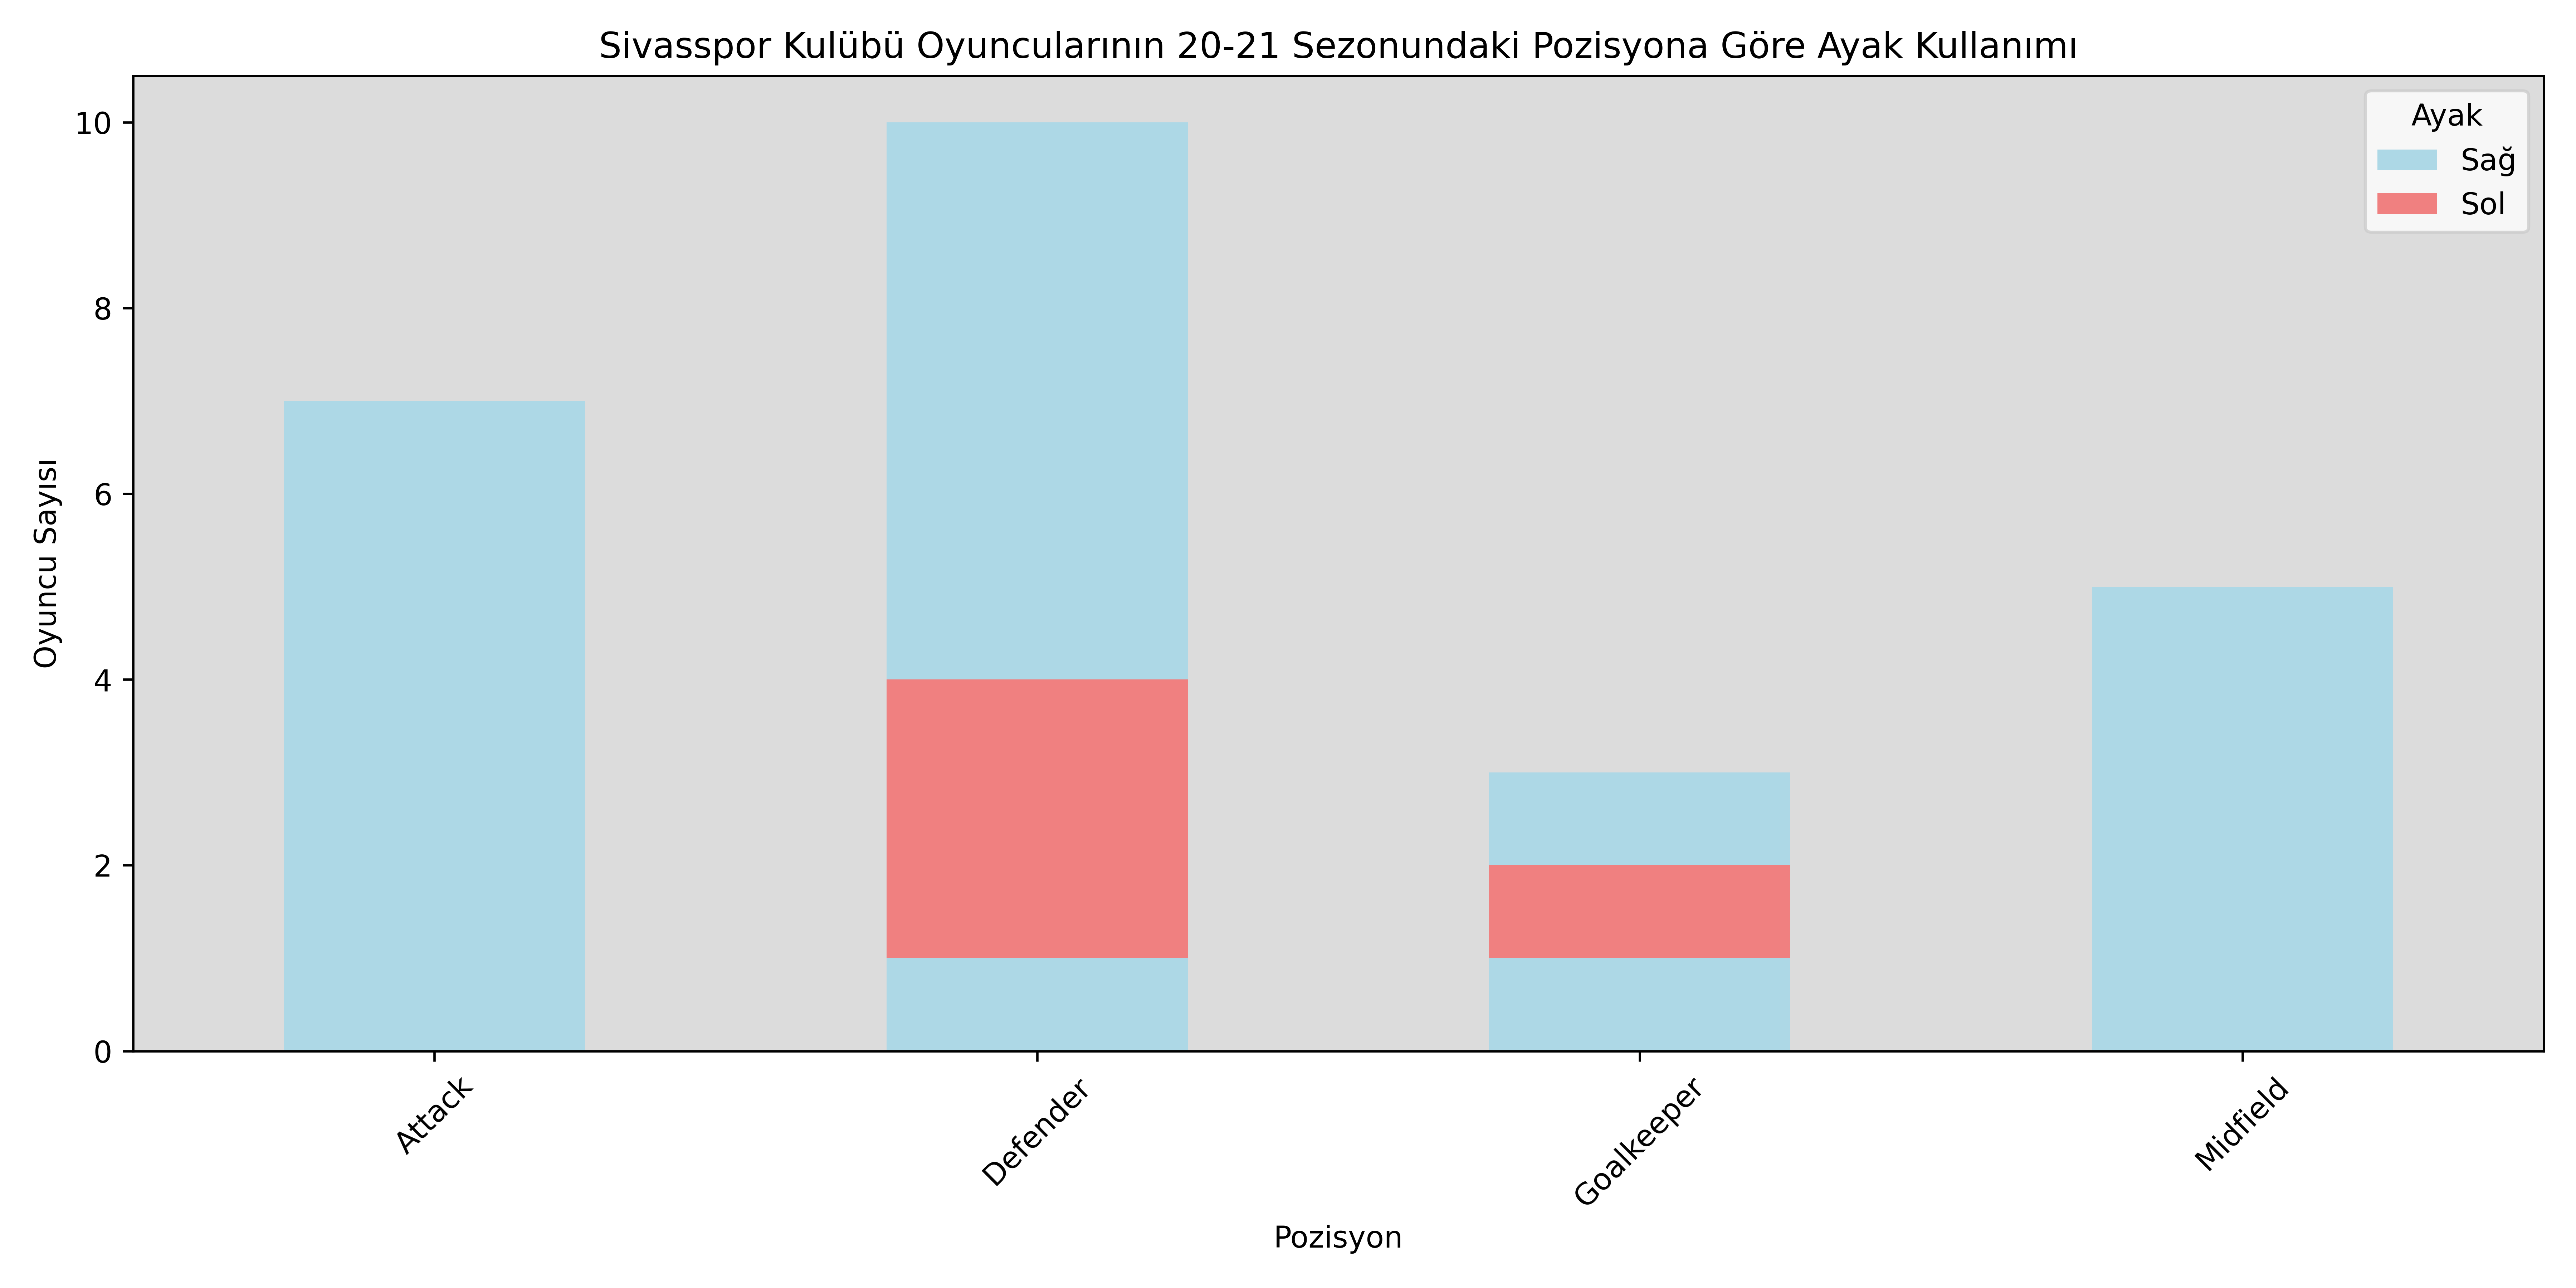 Sivasspor Kulübü Oyuncularının 20-21 Sezonundaki Pozisyona Göre Ayak Kullanımı
Ayak
Sağ
Sol
Oyuncu Sayısı
10
8
6
4
2
0
Attack
Defender
Goalkeeper
Midfield
Pozisyon